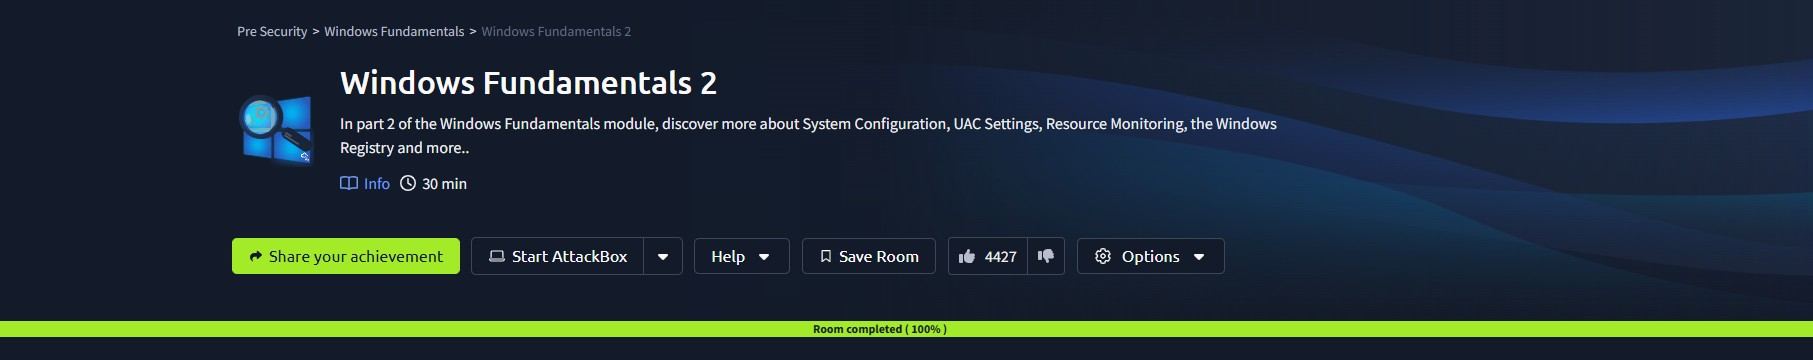 Pre Security > Windows Fundamentals > Windows Fundamentals 2
Windows Fundamentals 2
In part 2 of the Windows Fundamentals module, discover more about System Configuration, UAC Settings, Resource Monitoring, the Windows
Registry and more..
Info 30 min
Share your achievement Start AttackBox Help Save Room 4427 Options
Room completed ( 100% )